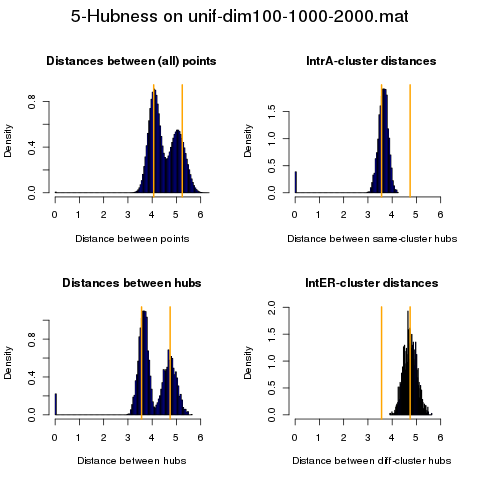 5-Hubness on unif-dim100-1000-2000.mat
Distances between (all) points
Density
0.0 0.4 0.8
0 1 2 3 4 5 6
Distance between points
IntrA-cluster distances
Density
0.0 0.5 1.0 1.5
0 1 2 3 4 5 6
Distance between same-cluster hubs
Distances between hubs
Density
0.0 0.4 0.8
0 1 2 3 4 5 6
Distance between hubs
IntER-cluster distances
Density
0.0 0.5 1.0 1.5 2.0
0 1 2 3 4 5 6
Distance between diff-cluster hubs